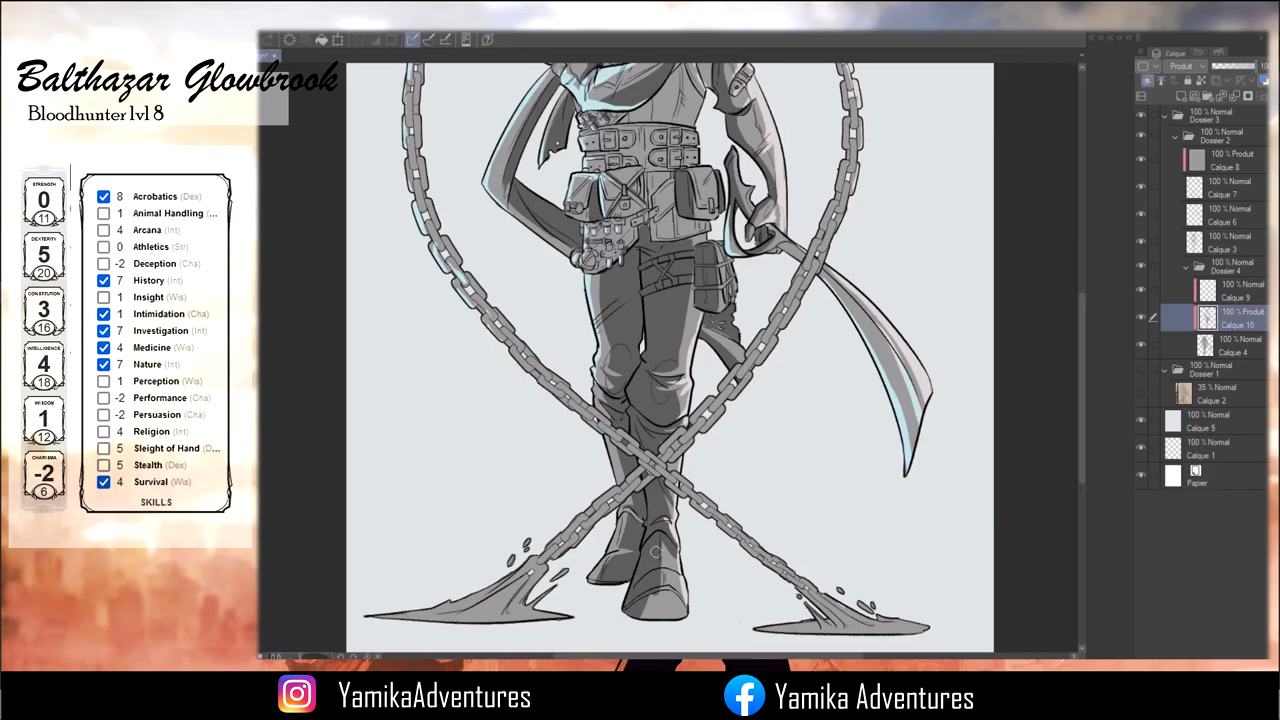 Balthazar Glowbrook
Bloodhunter lvl 8
STRENGTH
0
11
DEXTERITY
5
20
CONSTITUTION
3
16
INTELLIGENCE
4
18
WISDOM
1
12
CHARISMA
-2
6
8 Acrobatics (Dex)
1 Animal Handling (...
4 Arcana (Int)
0 Athletics (Str)
-2 Deception (Cha)
7 History (Int)
1 Insight (Wis)
1 Intimidation (Cha)
7 Investigation (Int)
4 Medicine (Wis)
7 Nature (Int)
1 Perception (Wis)
-2 Performance (Cha)
-2 Persuasion (Cha)
4 Religion (Int)
5 Sleight of Hand (D...
5 Stealth (Dex)
4 Survival (Wis)
SKILLS
Calque
Produit
100 % Normal
Dossier 3
100 % Normal
Dossier 2
100 % Produit
Calque 8
100 % Normal
Calque 7
100 % Normal
Calque 6
100 % Normal
Calque 3
100 % Normal
Dossier 4
100 % Normal
Calque 9
100 % Produit
Calque 10
100 % Normal
Calque 4
100 % Normal
Dossier 1
35 % Normal
Calque 2
100 % Normal
Calque 5
100 % Normal
Calque 1
Papier
YamikaAdventures
Yamika Adventures